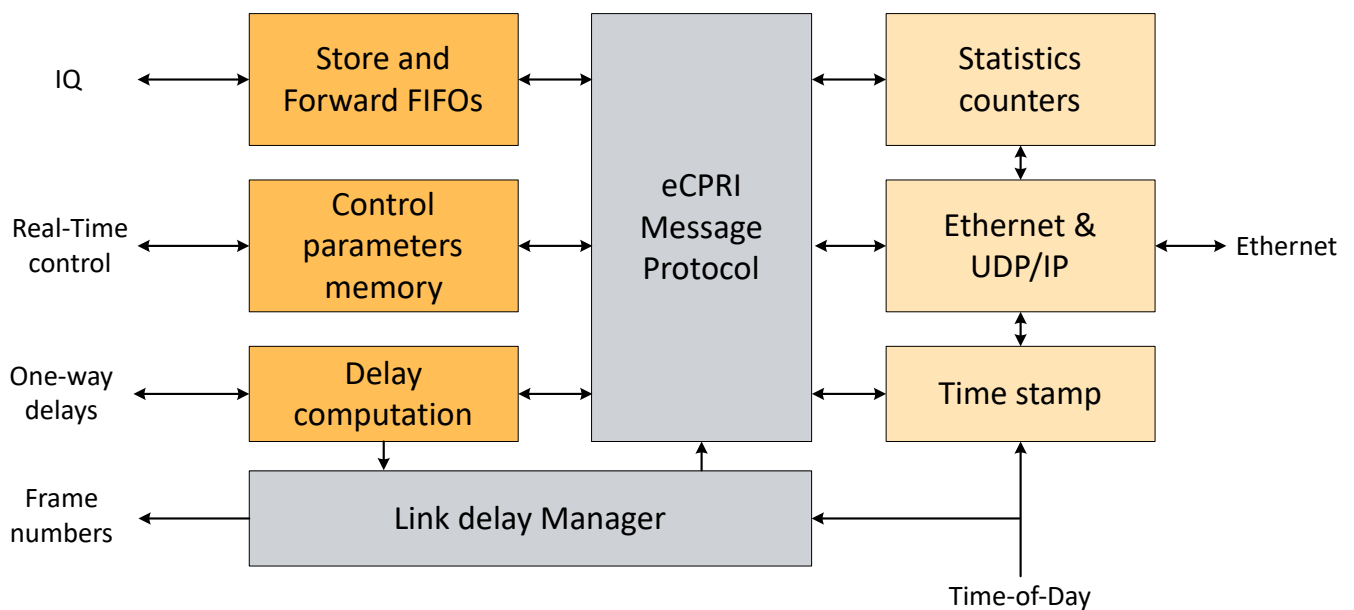 IQ
Store and
Forward FIFOs
Statistics
counters
Real-Time
control
Control
parameters
memory
eCPRI
Message
Protocol
Ethernet &
UDP/IP
Ethernet
One-way
delays
Delay
computation
Time stamp
Frame
numbers
Link delay Manager
Time-of-Day